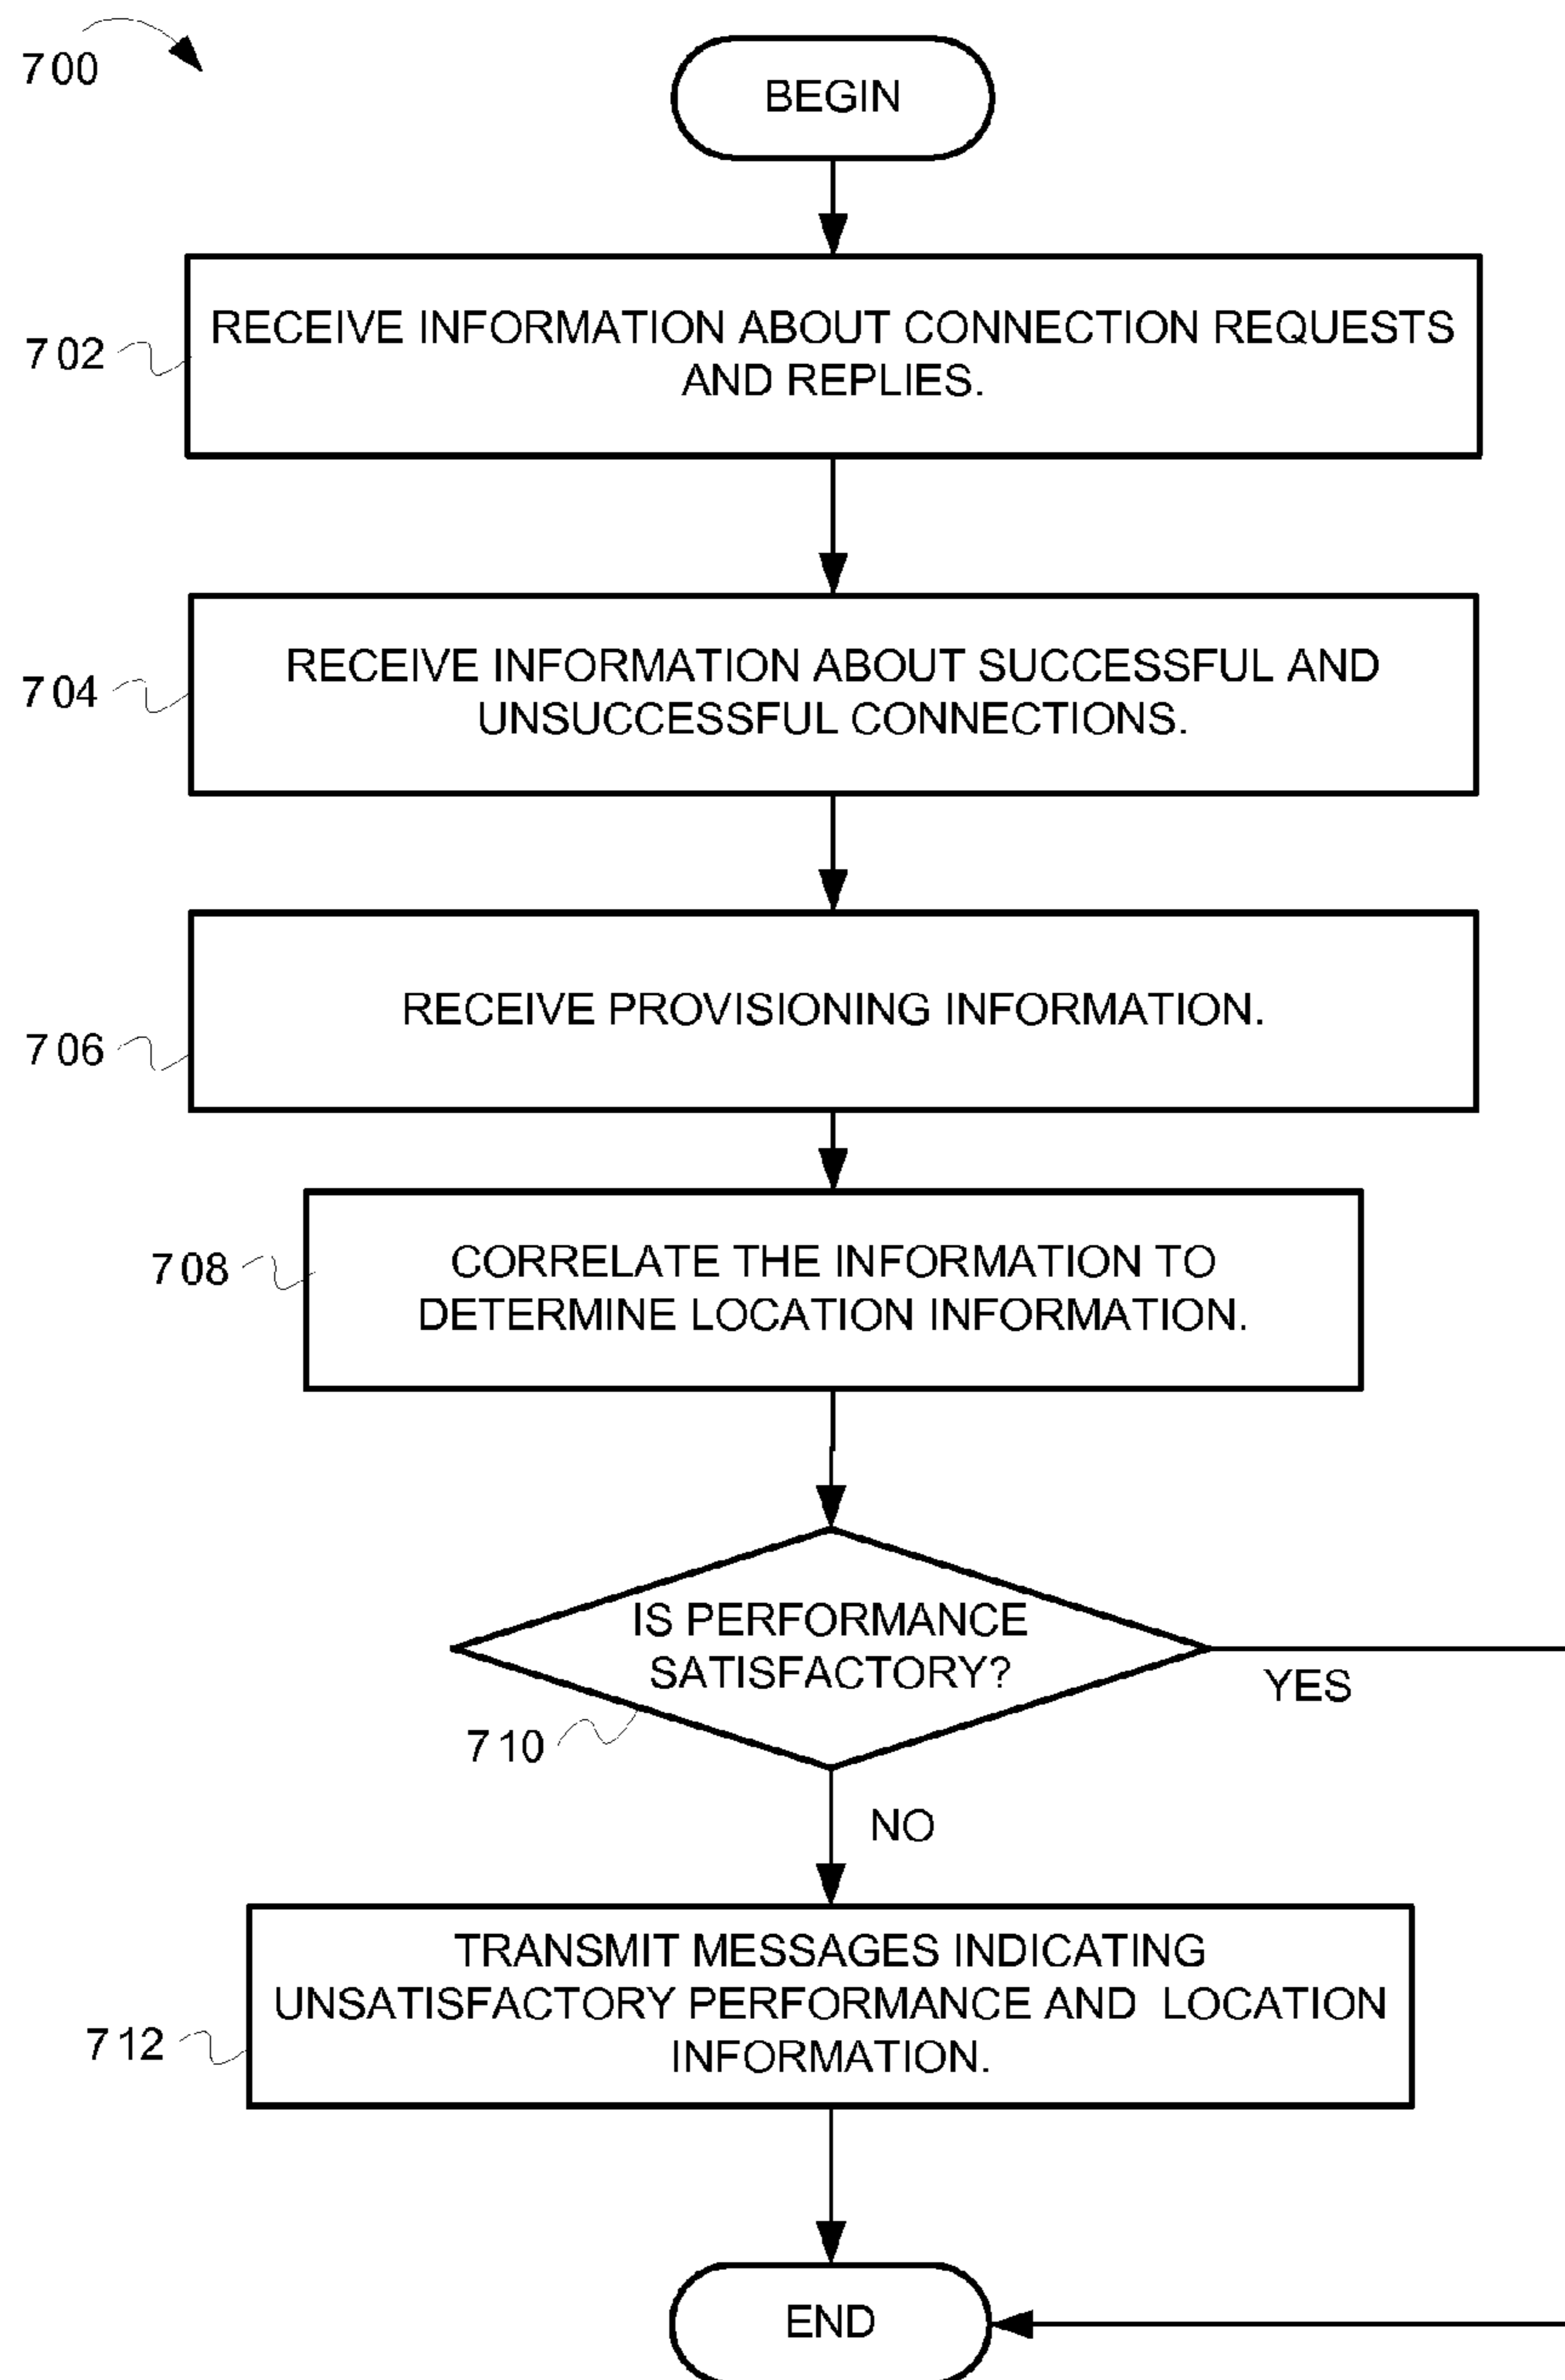 700
BEGIN
702
RECEIVE INFORMATION ABOUT CONNECTION REQUESTS
AND REPLIES.
704
RECEIVE INFORMATION ABOUT SUCCESSFUL AND
UNSUCCESSFUL CONNECTIONS.
706
RECEIVE PROVISIONING INFORMATION.
708
CORRELATE THE INFORMATION TO
DETERMINE LOCATION INFORMATION.
IS PERFORMANCE
SATISFACTORY?
YES
710
NO
TRANSMIT MESSAGES INDICATING
UNSATISFACTORY PERFORMANCE AND LOCATION
INFORMATION.
712
END